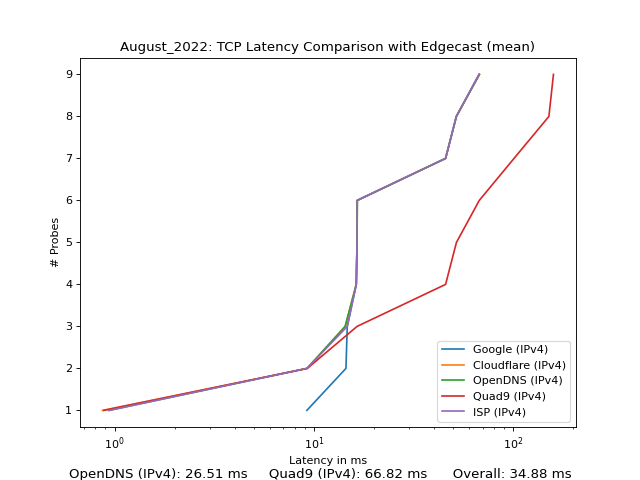 August_2022: TCP Latency Comparison with Edgecast (mean)
# Probes
9
8
7
6
5
4
3
2
1
Google (IPv4)
Cloudflare (IPv4)
OpenDNS (IPv4)
Quad9 (IPv4)
ISP (IPv4)
10⁰ 10¹ 10²
Latency in ms
OpenDNS (IPv4): 26.51 ms Quad9 (IPv4): 66.82 ms Overall: 34.88 ms